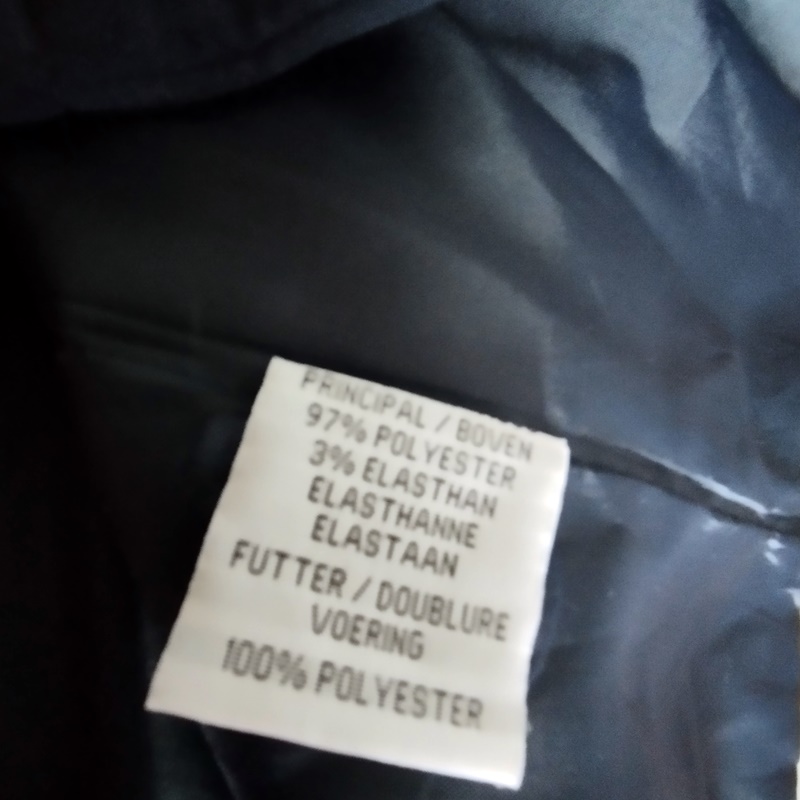 PRINCIPAL / BOVEN
97% POLYESTER
3% ELASTHAN
ELASTHANNE
ELASTAAN
FUTTER / DOUBLURE
VOERING
100% POLYESTER